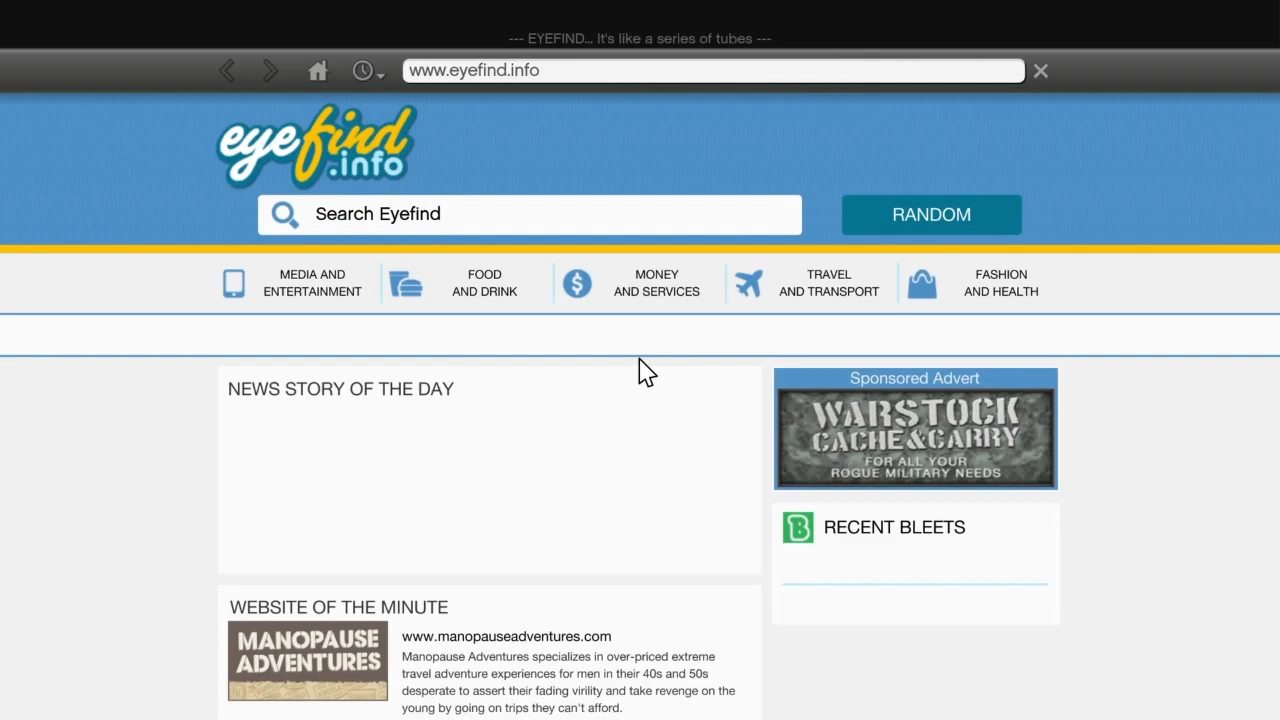 --- EYEFIND... It's like a series of tubes ---
www.eyefind.info
eyefind
.info
Search Eyefind
RANDOM
MEDIA AND
ENTERTAINMENT
FOOD
AND DRINK
MONEY
AND SERVICES
TRAVEL
AND TRANSPORT
FASHION
AND HEALTH
NEWS STORY OF THE DAY
Sponsored Advert
WARSTOCK
CACHE & CARRY
FOR ALL YOUR
ROGUE MILITARY NEEDS
B RECENT BLEETS
WEBSITE OF THE MINUTE
MANOPAUSE
ADVENTURES
www.manopauseadventures.com
Manopause Adventures specializes in over-priced extreme
travel adventure experiences for men in their 40s and 50s
desperate to assert their fading virility and take revenge on the
young by going on trips they can't afford.